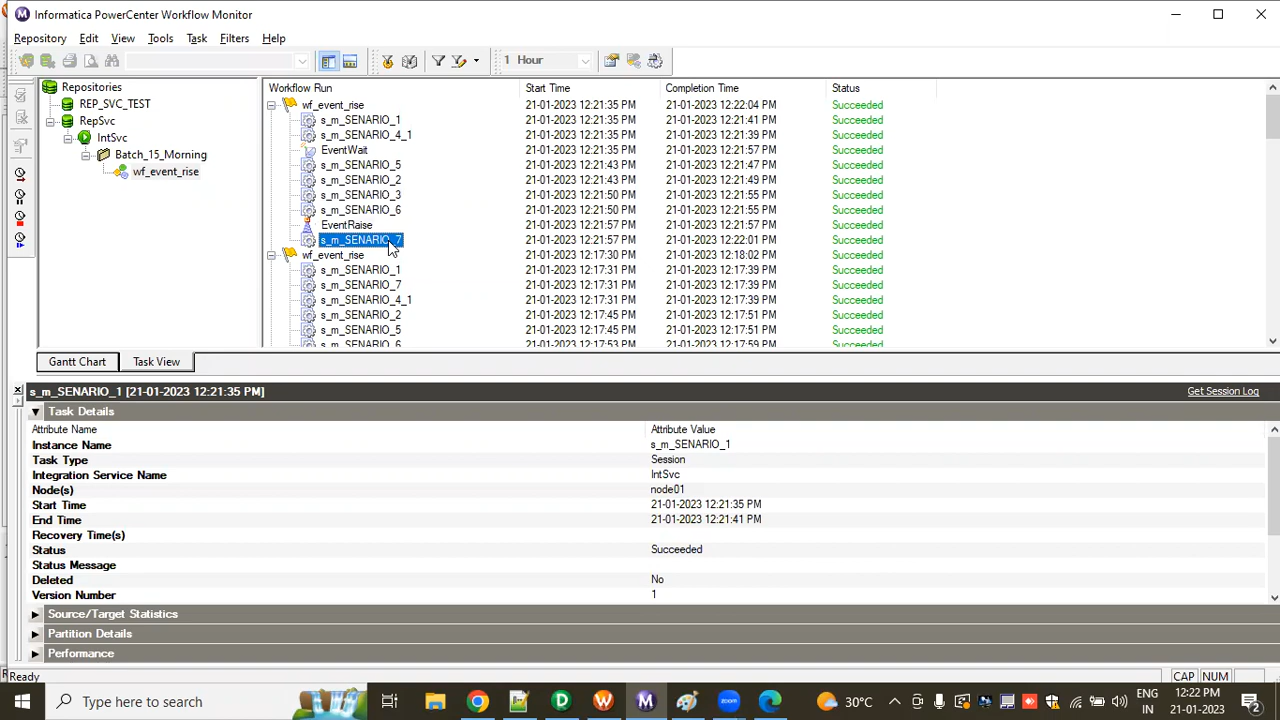 Informatica PowerCenter Workflow Monitor
Repository Edit View Tools Task Filters Help
1 Hour
Repositories
REP_SVC_TEST
RepSvc
IntSvc
Batch_15_Morning
wf_event_rise
Workflow Run Start Time Completion Time Status
wf_event_rise 21-01-2023 12:21:35 PM 21-01-2023 12:22:04 PM Succeeded
s_m_SENARIO_1 21-01-2023 12:21:35 PM 21-01-2023 12:21:41 PM Succeeded
s_m_SENARIO_4_1 21-01-2023 12:21:35 PM 21-01-2023 12:21:39 PM Succeeded
EventWait 21-01-2023 12:21:35 PM 21-01-2023 12:21:57 PM Succeeded
s_m_SENARIO_5 21-01-2023 12:21:43 PM 21-01-2023 12:21:47 PM Succeeded
s_m_SENARIO_2 21-01-2023 12:21:43 PM 21-01-2023 12:21:49 PM Succeeded
s_m_SENARIO_3 21-01-2023 12:21:50 PM 21-01-2023 12:21:55 PM Succeeded
s_m_SENARIO_6 21-01-2023 12:21:50 PM 21-01-2023 12:21:57 PM Succeeded
EventRaise 21-01-2023 12:21:57 PM 21-01-2023 12:21:57 PM Succeeded
s_m_SENARIO_7 21-01-2023 12:21:57 PM 21-01-2023 12:22:01 PM Succeeded
wf_event_rise 21-01-2023 12:17:30 PM 21-01-2023 12:18:02 PM Succeeded
s_m_SENARIO_1 21-01-2023 12:17:31 PM 21-01-2023 12:17:39 PM Succeeded
s_m_SENARIO_7 21-01-2023 12:17:31 PM 21-01-2023 12:17:39 PM Succeeded
s_m_SENARIO_4_1 21-01-2023 12:17:31 PM 21-01-2023 12:17:39 PM Succeeded
s_m_SENARIO_2 21-01-2023 12:17:45 PM 21-01-2023 12:17:51 PM Succeeded
s_m_SENARIO_5 21-01-2023 12:17:45 PM 21-01-2023 12:17:51 PM Succeeded
s_m_SENARIO_6 21-01-2023 12:17:53 PM 21-01-2023 12:17:59 PM Succeeded
Gantt Chart Task View
s_m_SENARIO_1 [21-01-2023 12:21:35 PM] Get Session Log
Task Details
Attribute Name Attribute Value
Instance Name s_m_SENARIO_1
Task Type Session
Integration Service Name IntSvc
Node(s) node01
Start Time 21-01-2023 12:21:35 PM
End Time 21-01-2023 12:21:41 PM
Recovery Time(s)
Status Succeeded
Status Message
Deleted No
Version Number 1
Source/Target Statistics
Partition Details
Performance
Ready CAP NUM
Type here to search
30°C
ENG
IN
12:22 PM
21-01-2023
2